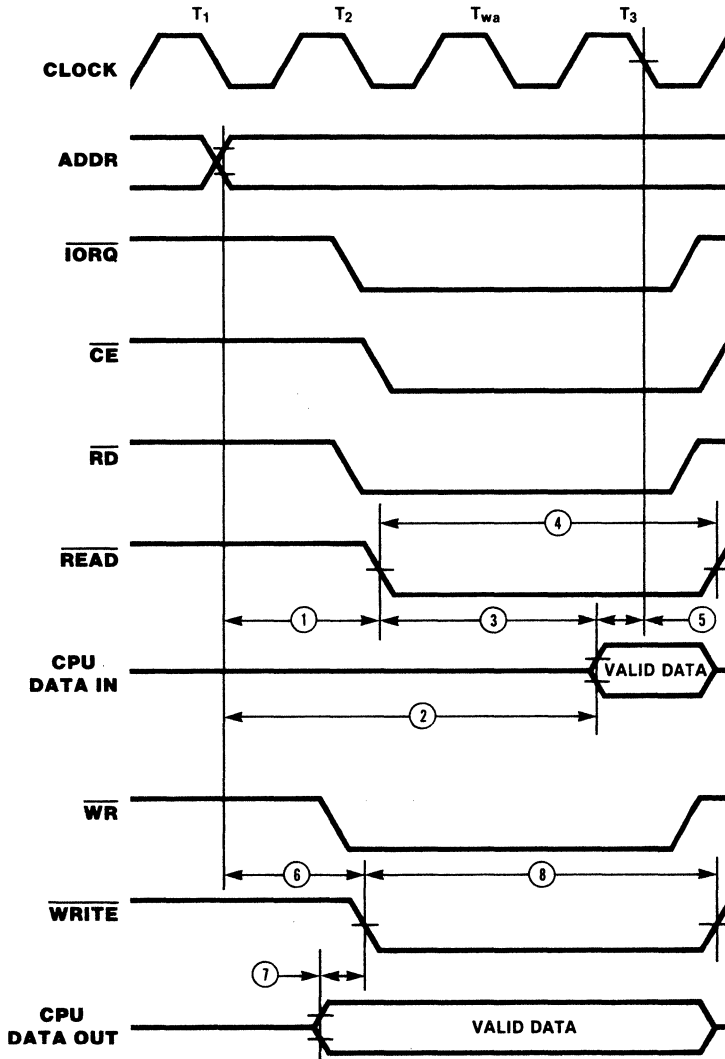 T1 T2 Twa T3
CLOCK
ADDR
IORQ
CE
RD
4
READ
1 3 5
CPU
DATA IN
VALID DATA
2
WR
6 8
WRITE
7
CPU
DATA OUT
VALID DATA